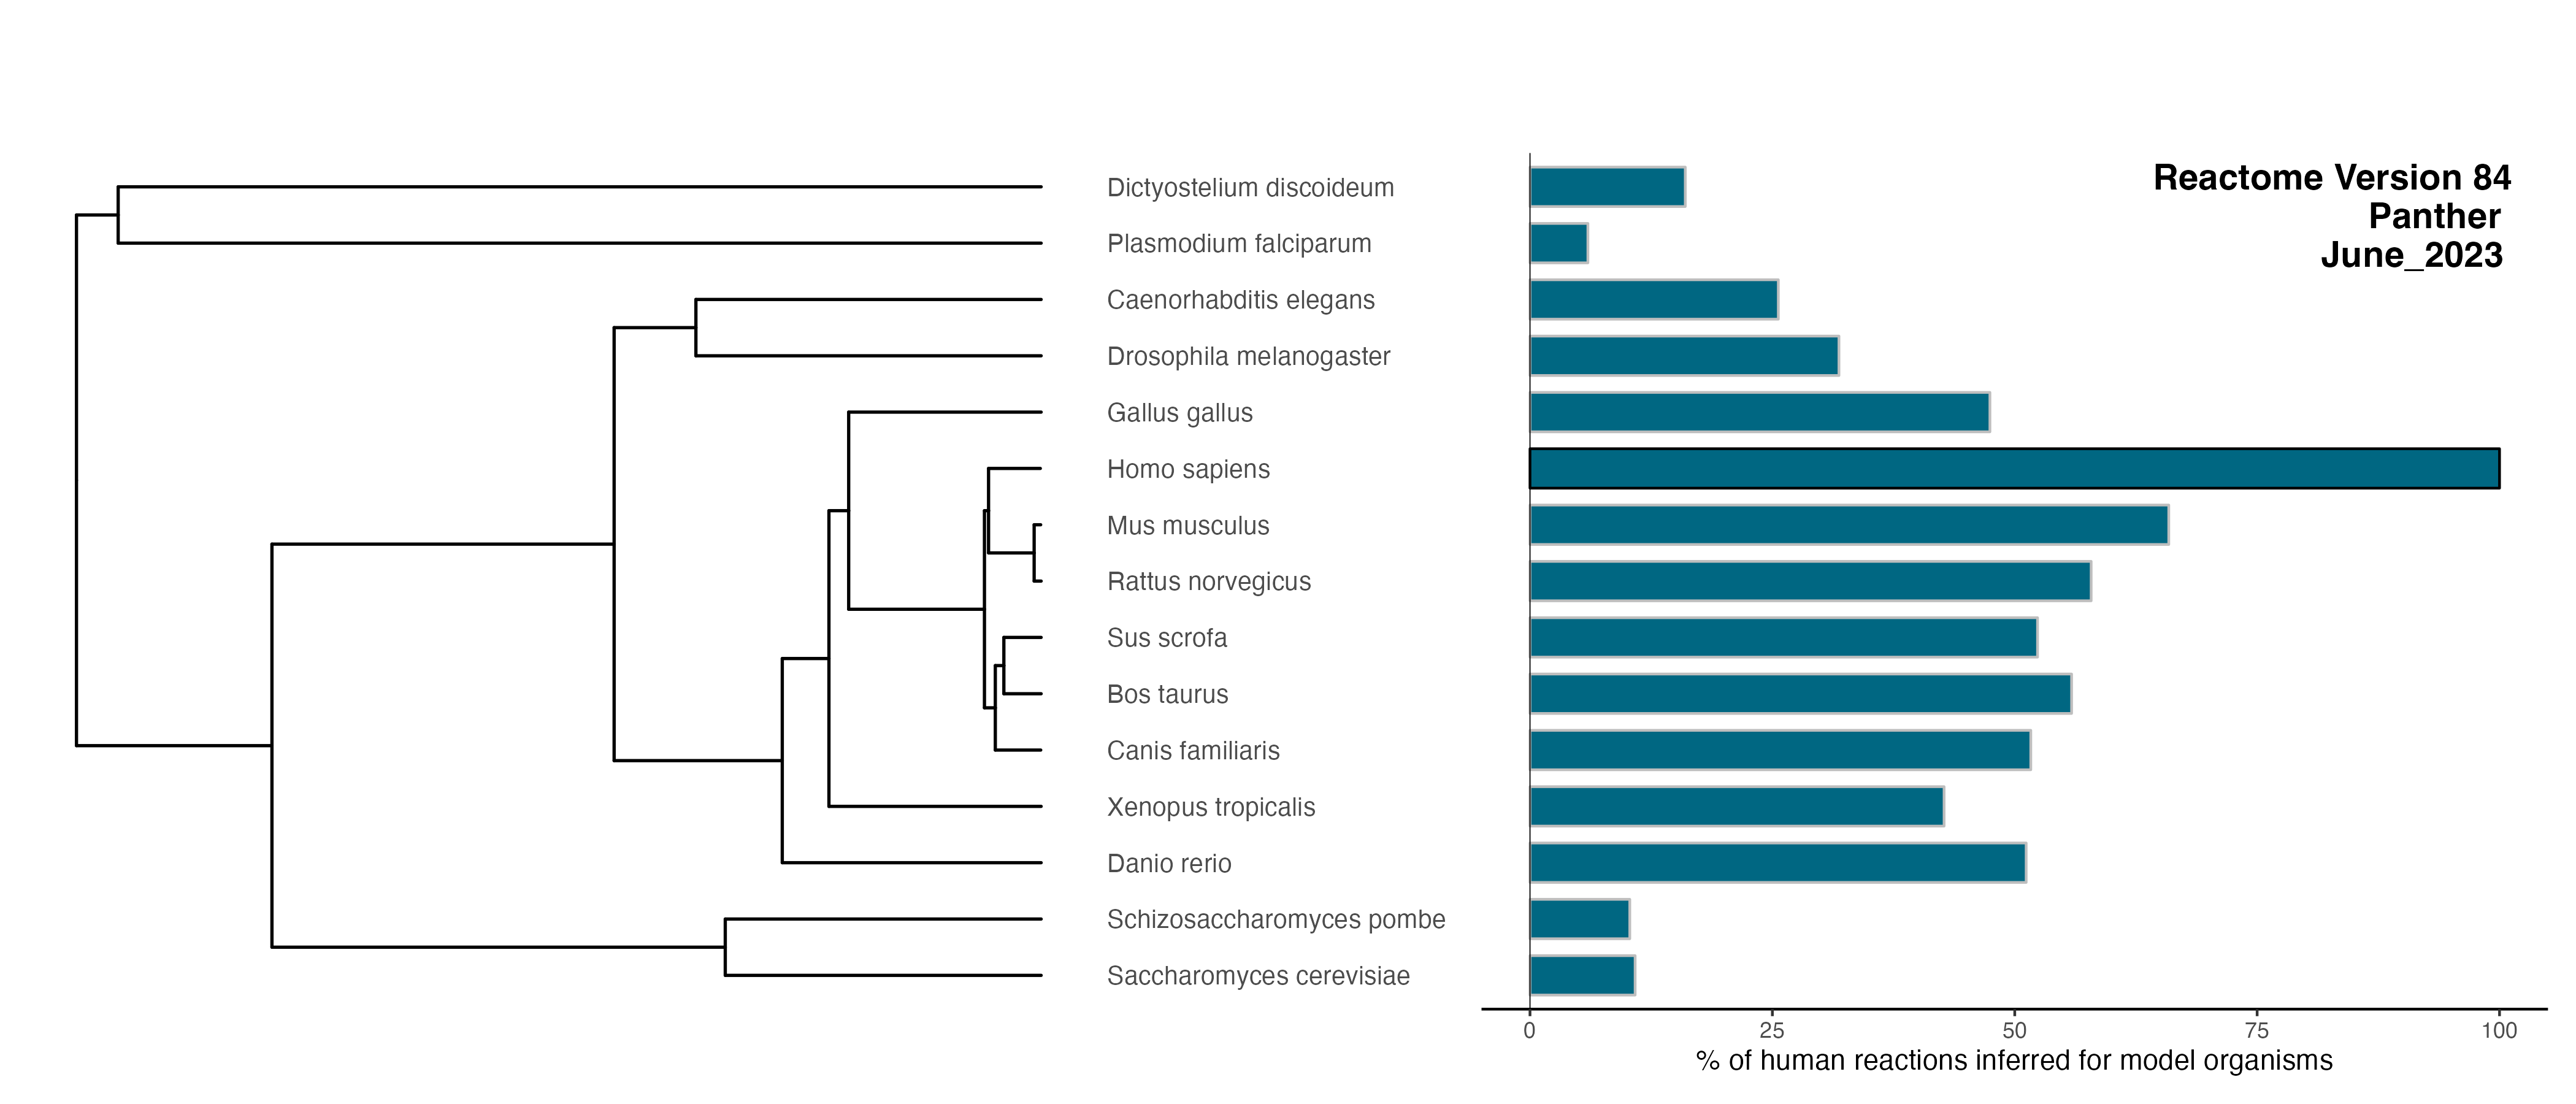 Reactome Version 84
Panther
June_2023
Dictyostelium discoideum
Plasmodium falciparum
Caenorhabditis elegans
Drosophila melanogaster
Gallus gallus
Homo sapiens
Mus musculus
Rattus norvegicus
Sus scrofa
Bos taurus
Canis familiaris
Xenopus tropicalis
Danio rerio
Schizosaccharomyces pombe
Saccharomyces cerevisiae
0 25 50 75 100
% of human reactions inferred for model organisms